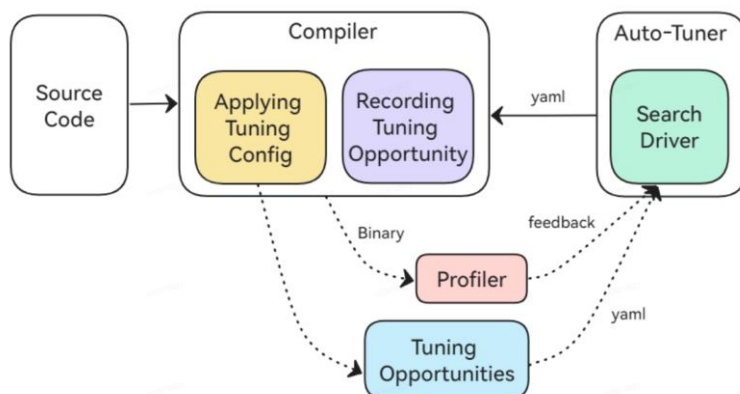 Compiler
Auto-Tuner
Source
Code
Applying
Tuning
Config
Recording
Tuning
Opportunity
yaml
Search
Driver
Binary
feedback
Profiler
yaml
Tuning
Opportunities